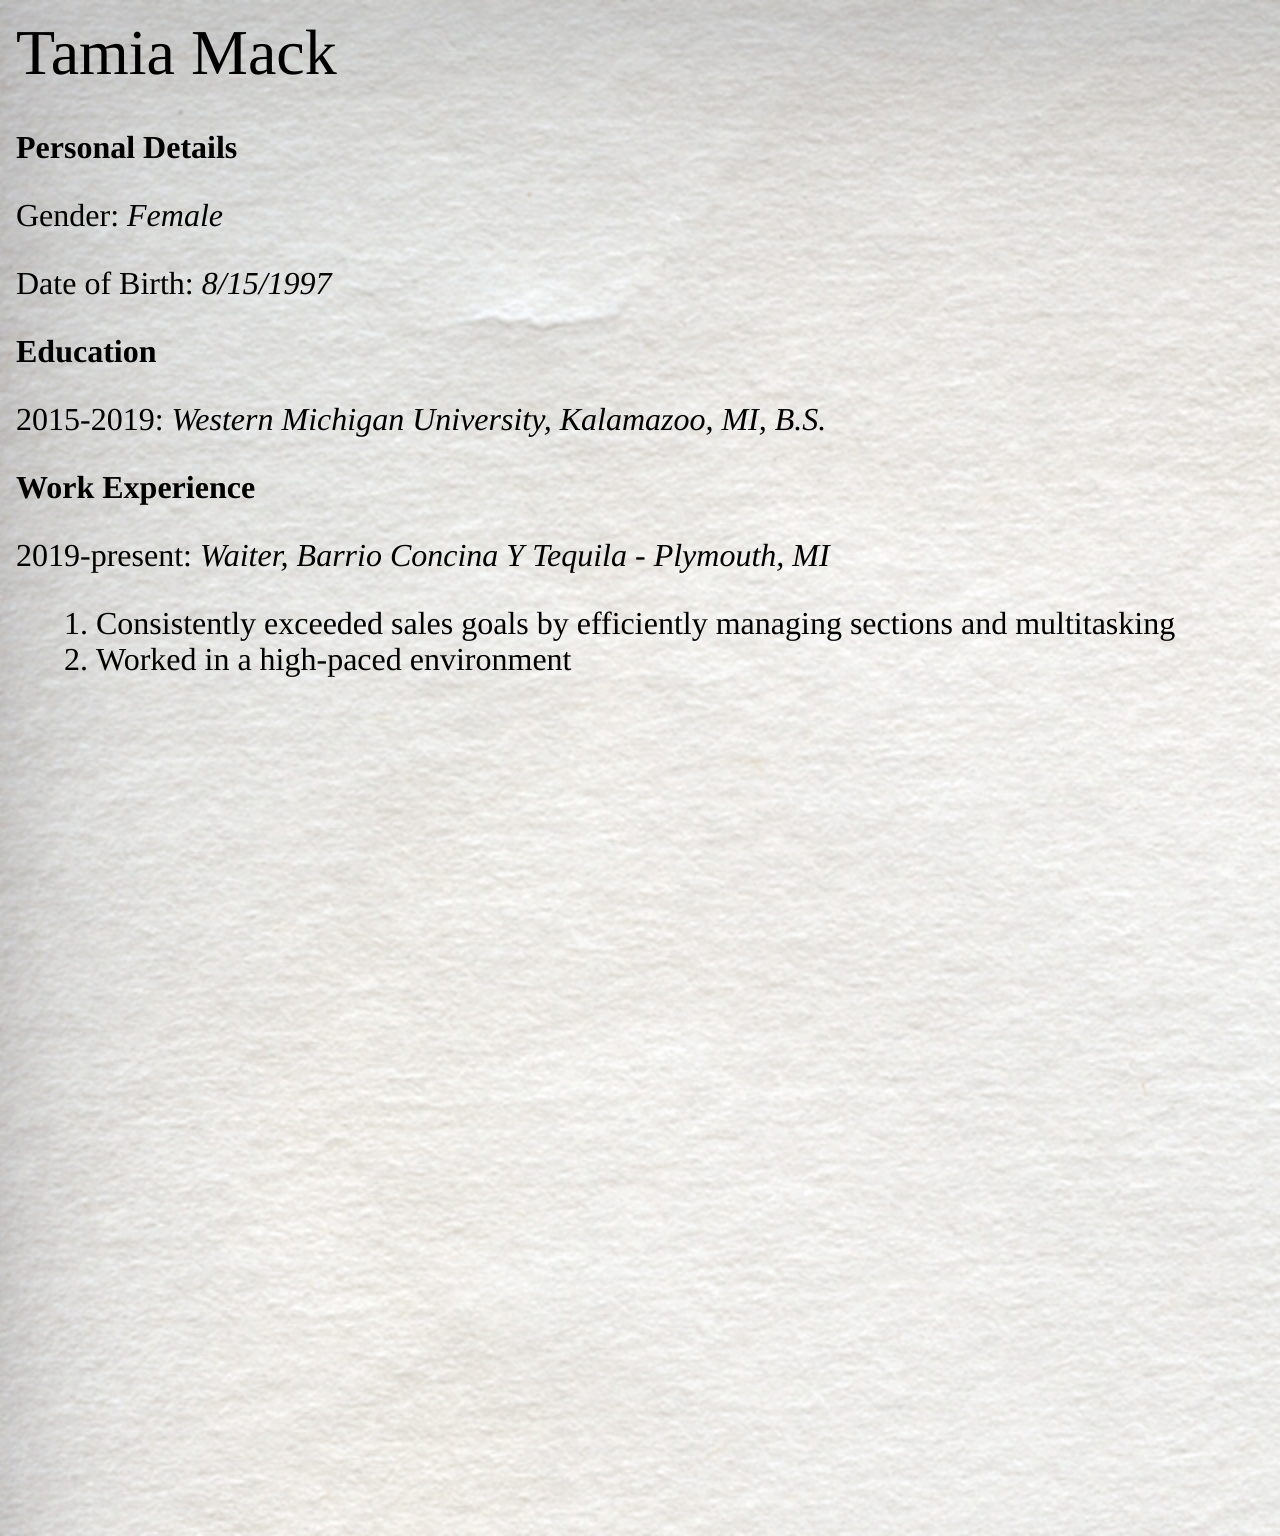 Tamia Mack
Personal Details
Gender: Female
Date of Birth: 8/15/1997
Education
2015-2019: Western Michigan University, Kalamazoo, MI, B.S.
Work Experience
2019-present: Waiter, Barrio Concina Y Tequila - Plymouth, MI
1. Consistently exceeded sales goals by efficiently managing sections and multitasking
2. Worked in a high-paced environment